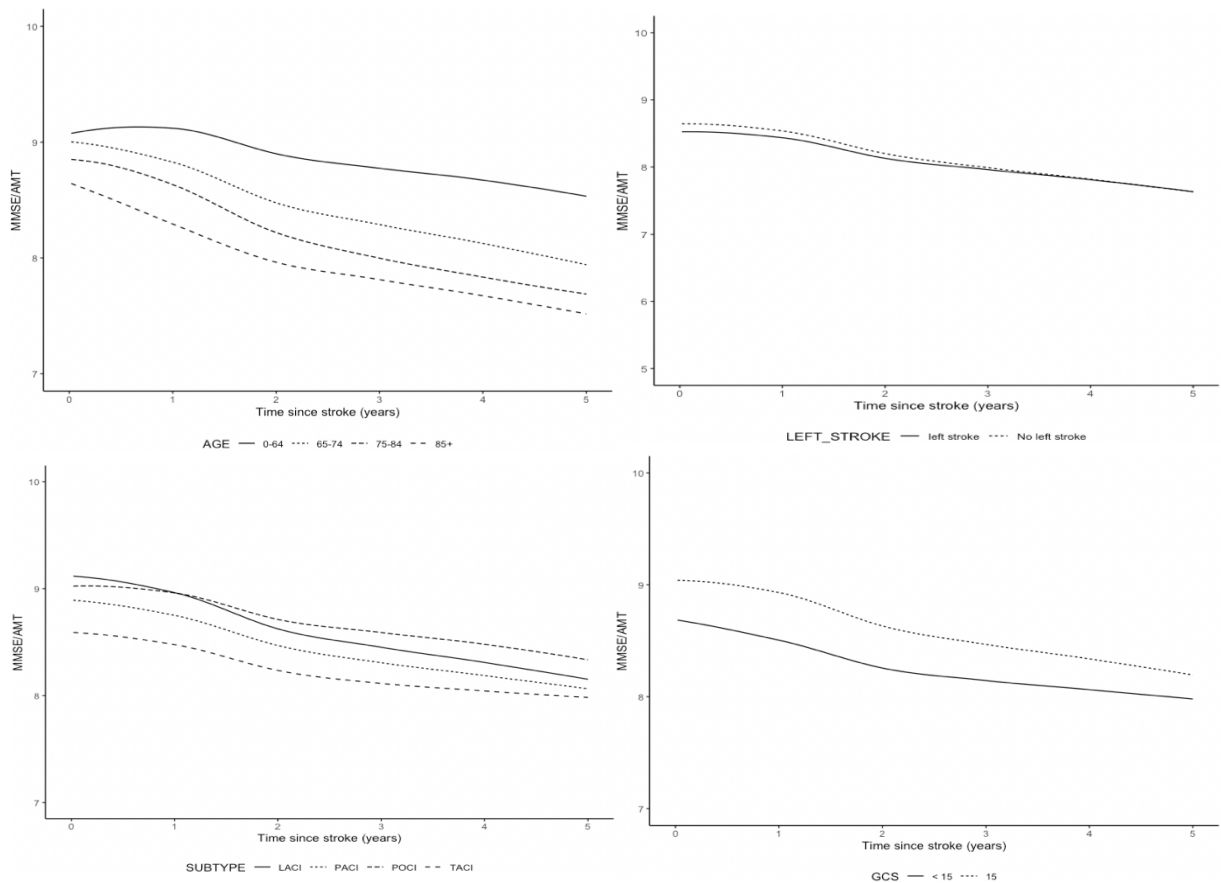 10
9
8
7
MMSE/AMT
0 1 2 3 4 5
Time since stroke (years)
AGE 0-64 65-74 75-84 85+
10
9
8
7
6
5
MMSE/AMT
0 1 2 3 4 5
Time since stroke (years)
LEFT_STROKE left stroke No left stroke
10
9
8
7
MMSE/AMT
0 1 2 3 4 5
Time since stroke (years)
SUBTYPE LACI PACI POCI TACI
10
9
8
7
MMSE/AMT
0 1 2 3 4 5
Time since stroke (years)
GCS < 15 15